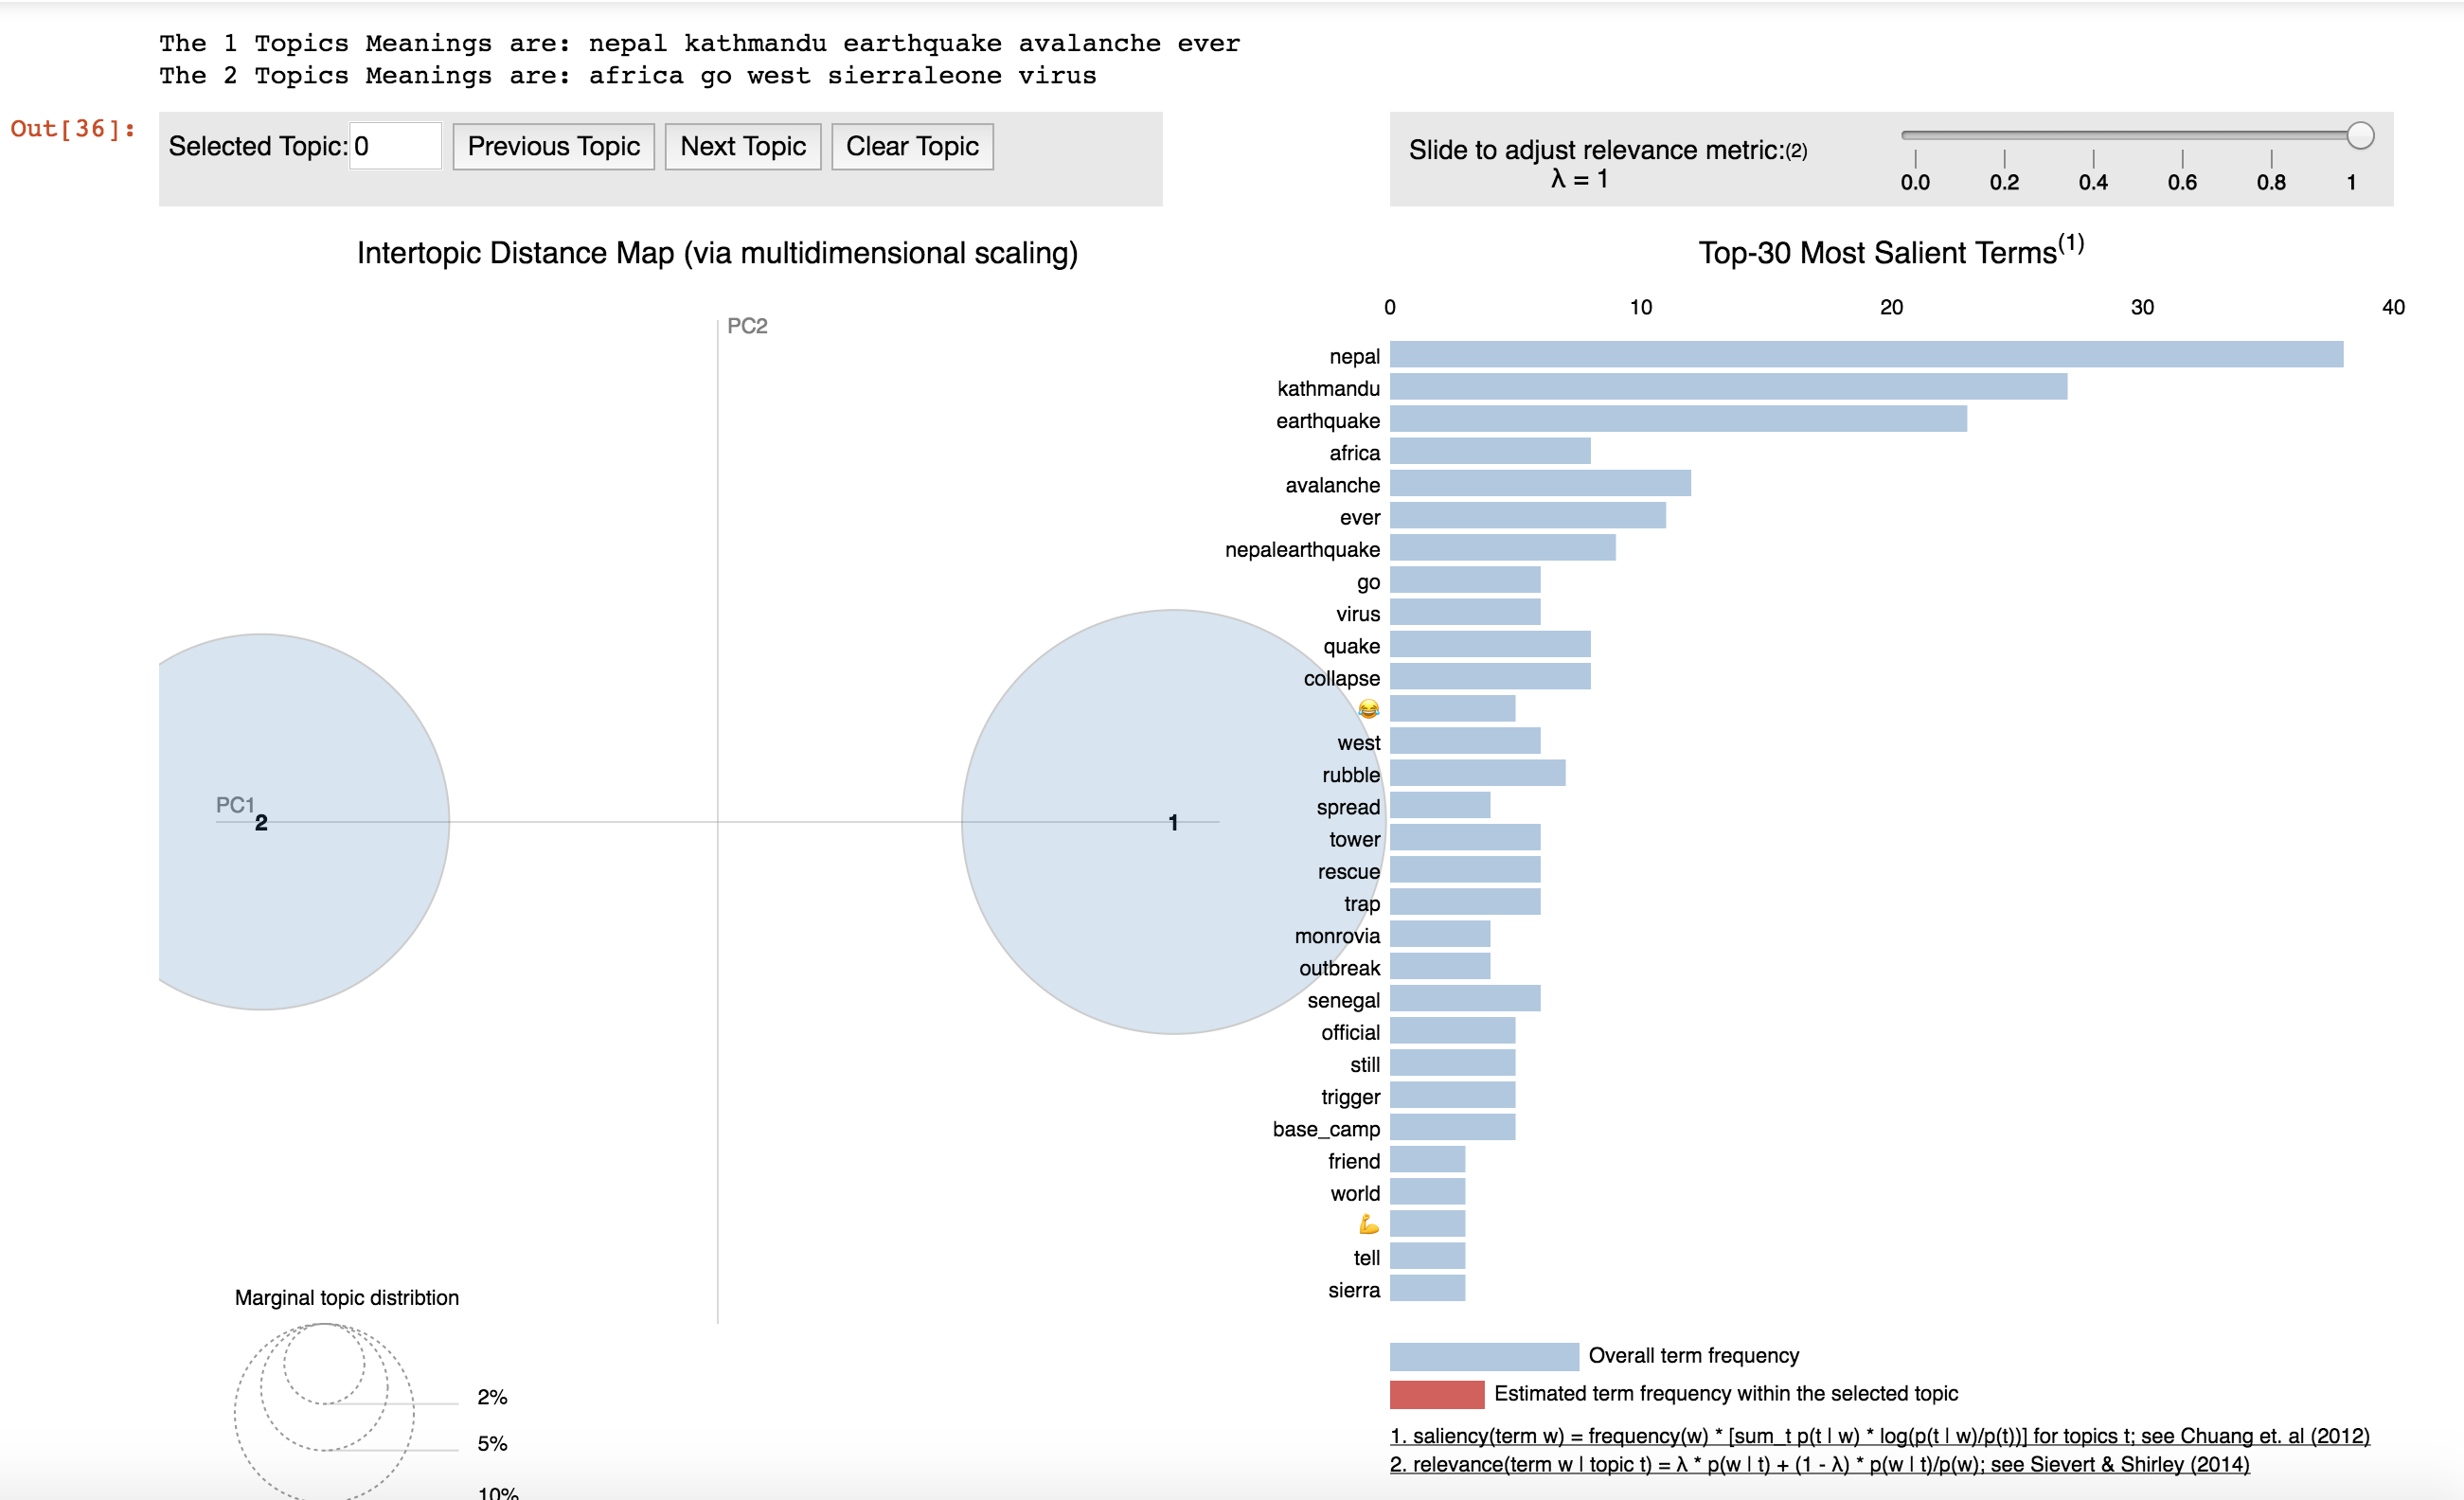 The 1 Topics Meanings are: nepal kathmandu earthquake avalanche ever
The 2 Topics Meanings are: africa go west sierraleone virus
Out[36]:
Selected Topic: 0 Previous Topic Next Topic Clear Topic
Slide to adjust relevance metric:(2)
λ = 1
0.0 0.2 0.4 0.6 0.8 1
Intertopic Distance Map (via multidimensional scaling)
PC2
PC1
2
1
Marginal topic distribtion
2%
5%
10%
Top-30 Most Salient Terms(1)
0 10 20 30 40
nepal
kathmandu
earthquake
africa
avalanche
ever
nepalearthquake
go
virus
quake
collapse
😂
west
rubble
spread
tower
rescue
trap
monrovia
outbreak
senegal
official
still
trigger
base_camp
friend
world
💪
tell
sierra
Overall term frequency
Estimated term frequency within the selected topic
1. saliency(term w) = frequency(w) * [sum_t p(t | w) * log(p(t | w)/p(t))] for topics t; see Chuang et. al (2012)
2. relevance(term w | topic t) = λ * p(w | t) + (1 - λ) * p(w | t)/p(w); see Sievert & Shirley (2014)